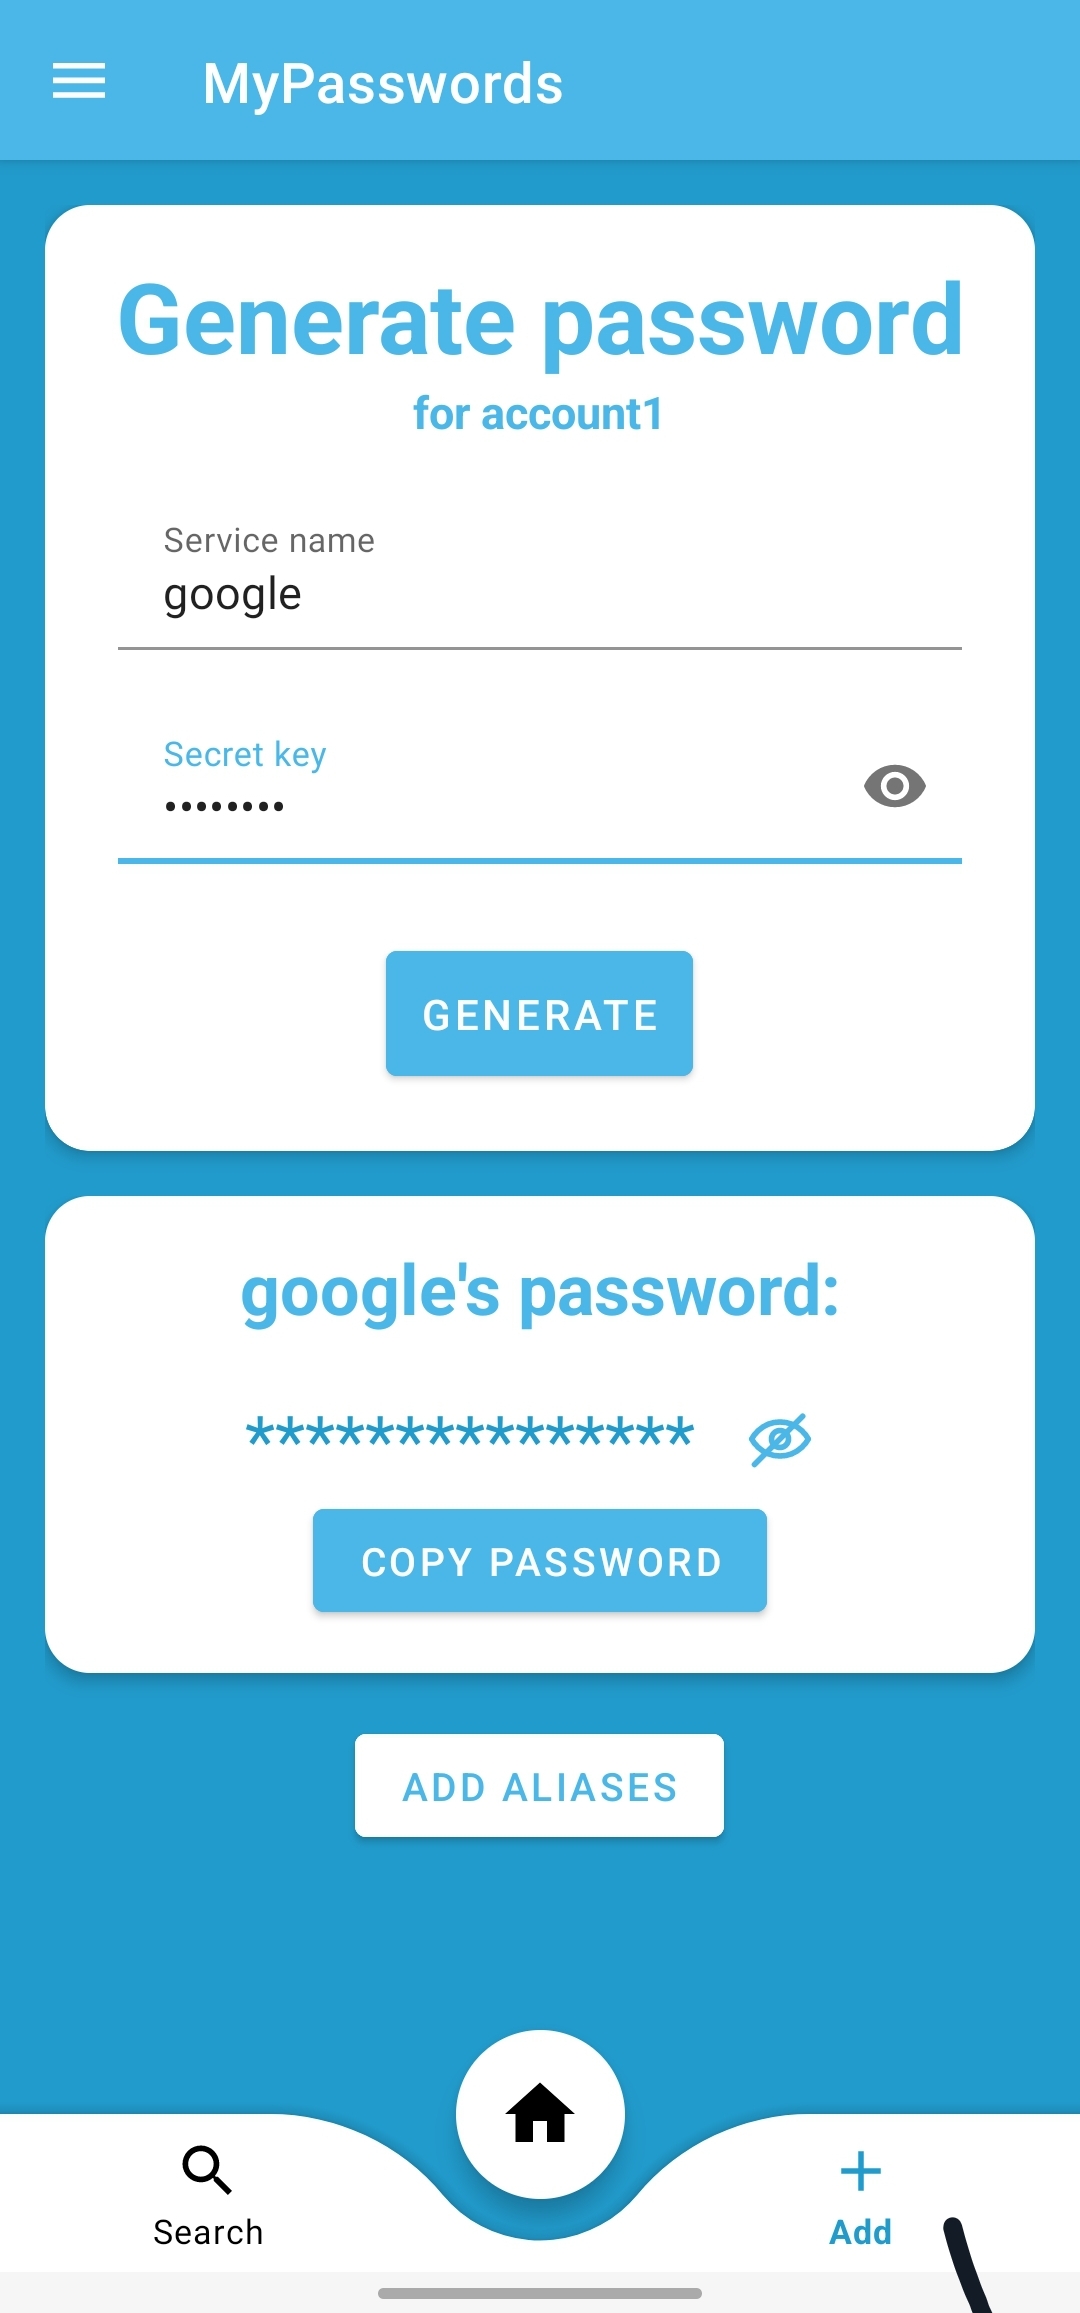 MyPasswords
Generate password
for account1
Service name
google
Secret key
••••••••
GENERATE
google's password:
***************
COPY PASSWORD
ADD ALIASES
Search
Add